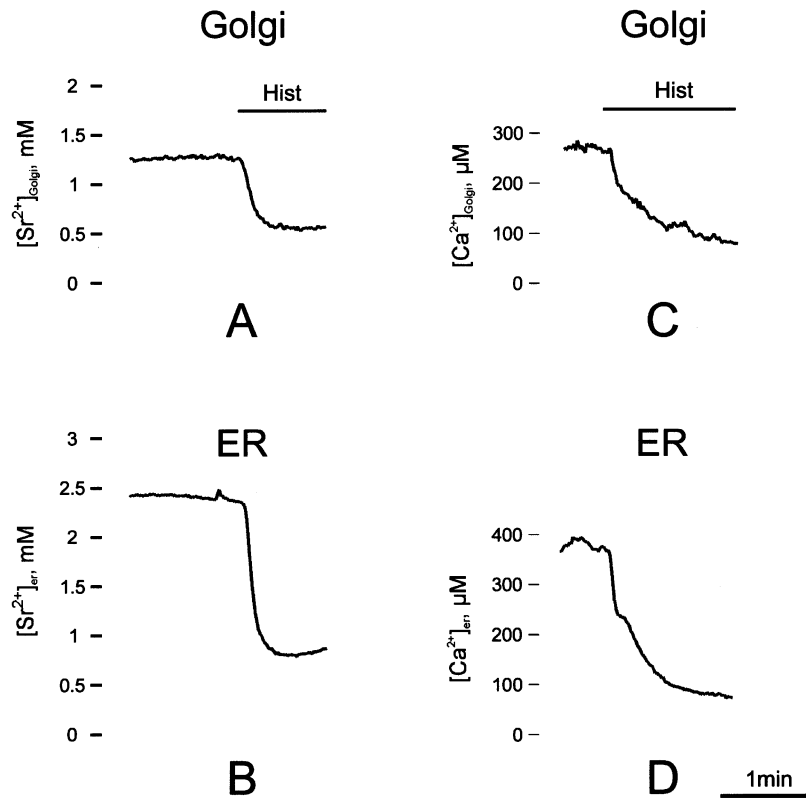 Golgi
Hist
[Sr²⁺]Golgi, mM
2
1.5
1
0.5
0
A
Golgi
Hist
[Ca²⁺]Golgi, µM
300
200
100
0
C
ER
[Sr²⁺]er, mM
3
2.5
2
1.5
1
0.5
0
B
ER
[Ca²⁺]er, µM
400
300
200
100
0
D
1min